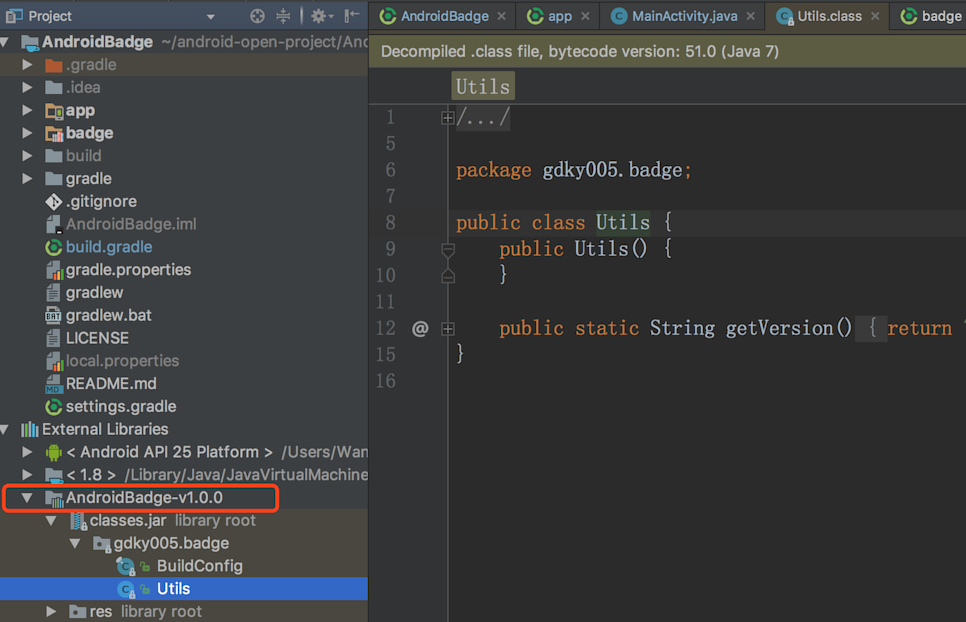 Project
AndroidBadge ~/android-open-project/And
.gradle
.idea
app
badge
build
gradle
.gitignore
AndroidBadge.iml
build.gradle
gradle.properties
gradlew
gradlew.bat
LICENSE
local.properties
README.md
settings.gradle
External Libraries
< Android API 25 Platform > /Users/Wan
< 1.8 > /Library/Java/JavaVirtualMachine
AndroidBadge-v1.0.0
classes.jar library root
gdky005.badge
BuildConfig
Utils
res library root
AndroidBadge × app × MainActivity.java × Utils.class × badge
Decompiled .class file, bytecode version: 51.0 (Java 7)
Utils
1 /.../
5
6 package gdky005.badge;
7
8 public class Utils {
9 public Utils() {
10 }
11
12 @ public static String getVersion() { return
15 }
16